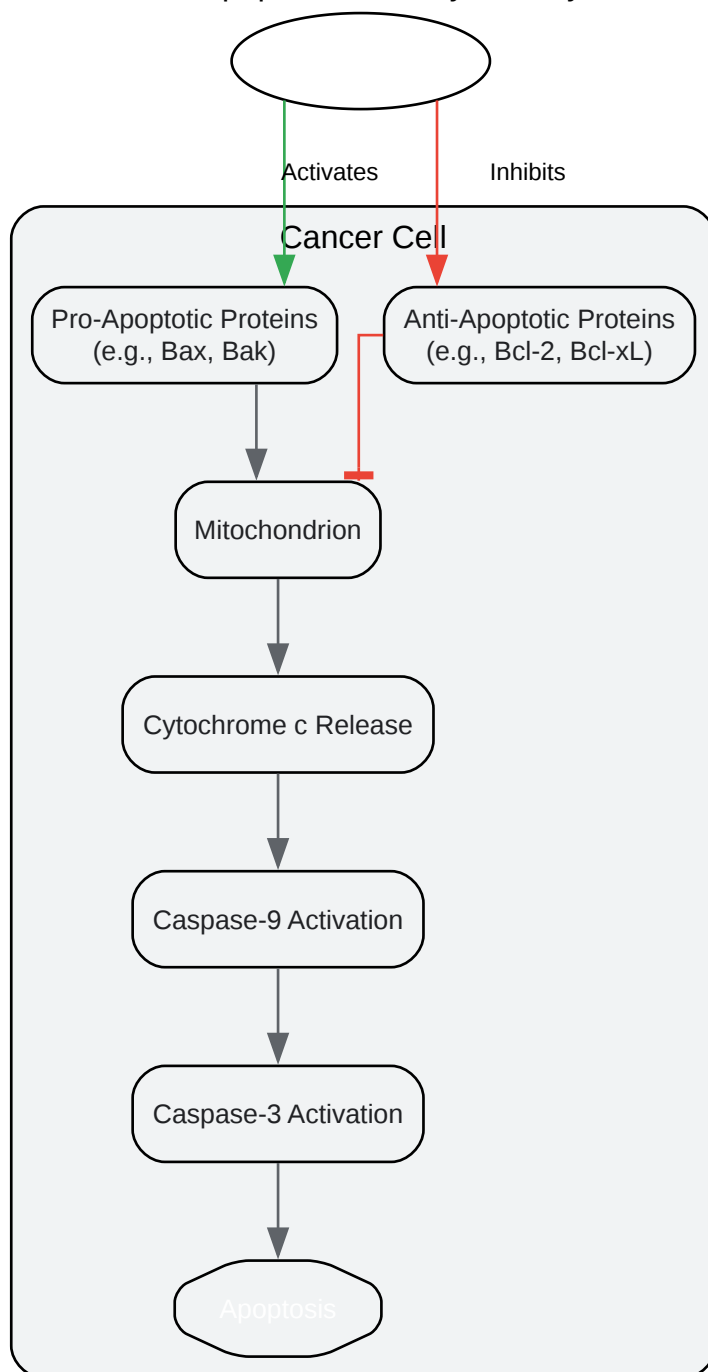 Activates
Inhibits
Cancer Cell
Pro-Apoptotic Proteins
(e.g., Bax, Bak)
Anti-Apoptotic Proteins
(e.g., Bcl-2, Bcl-xL)
Mitochondrion
Cytochrome c Release
Caspase-9 Activation
Caspase-3 Activation
Apoptosis